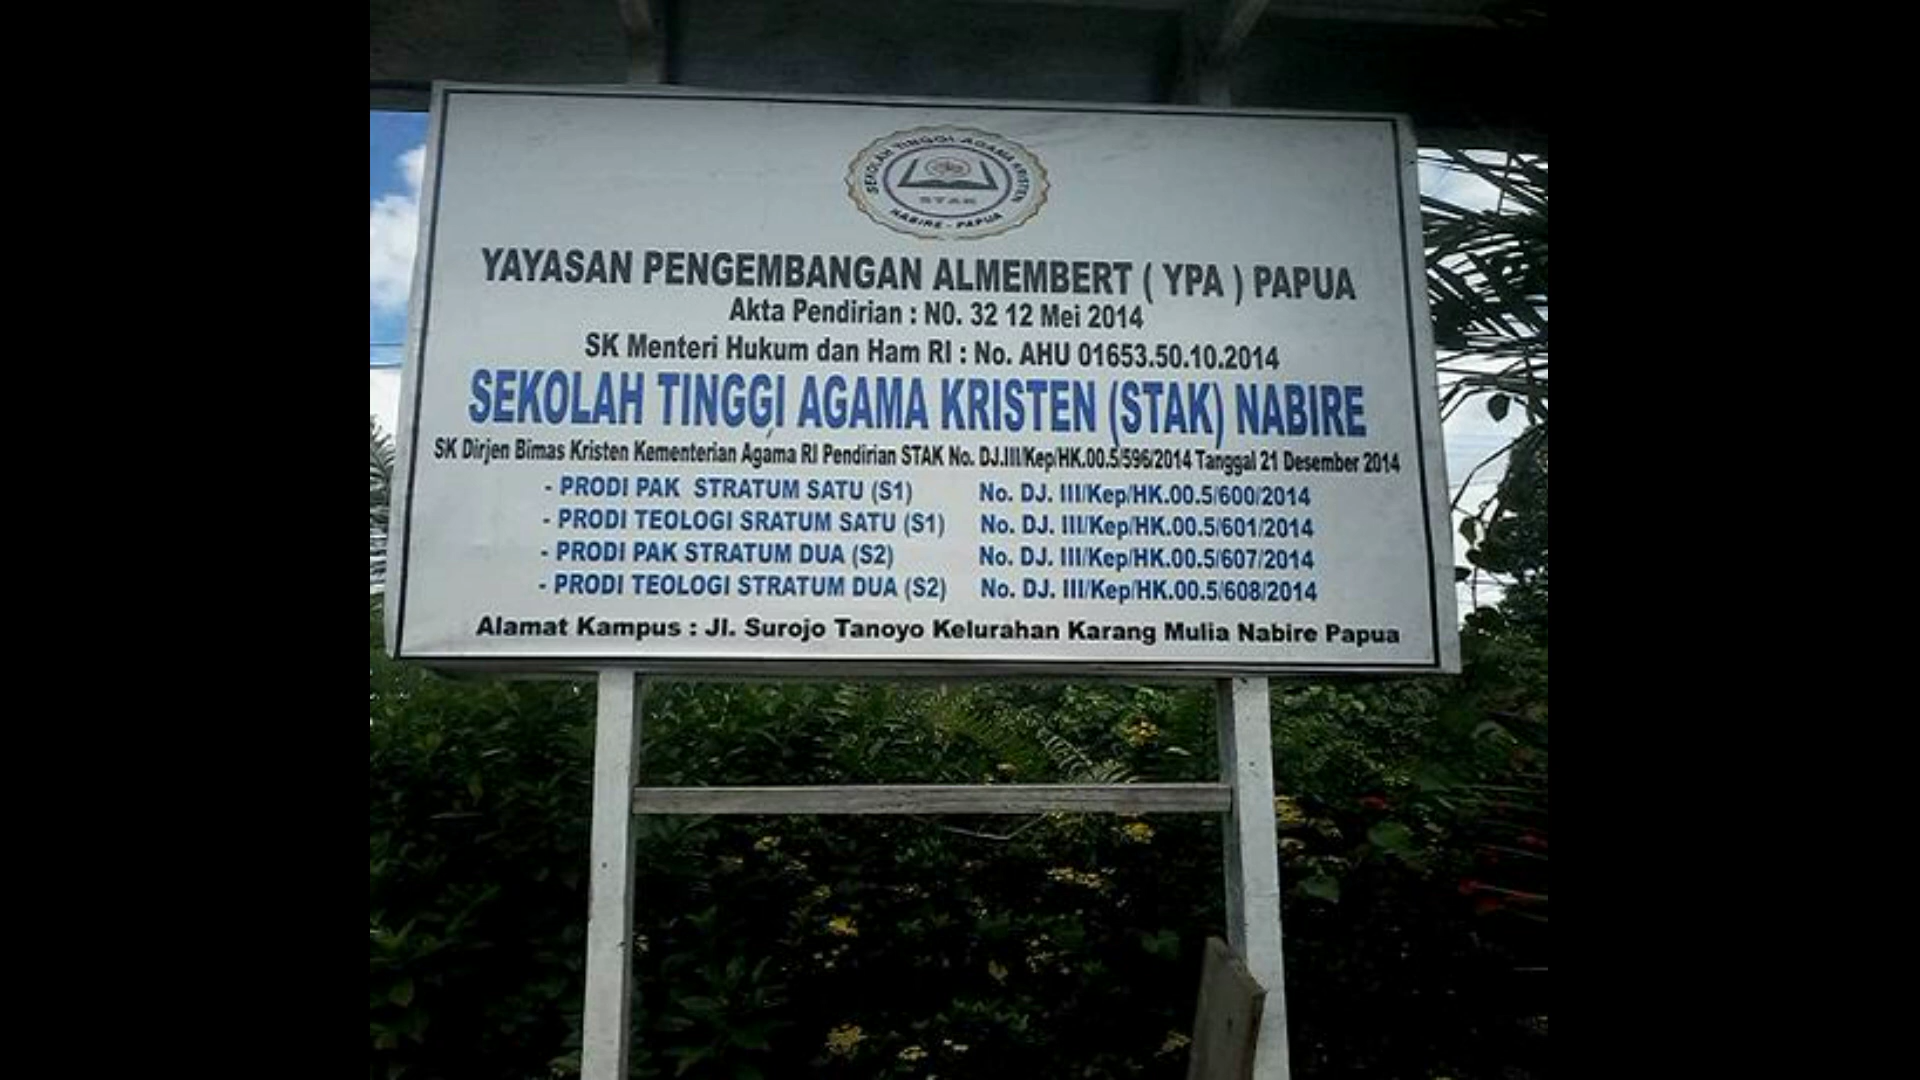 SEKOLAH TINGGI AGAMA KRISTEN
STAK
NABIRE - PAPUA
YAYASAN PENGEMBANGAN ALMEMBERT ( YPA ) PAPUA
Akta Pendirian : NO. 32 12 Mei 2014
SK Menteri Hukum dan Ham RI : No. AHU 01653.50.10.2014
SEKOLAH TINGGI AGAMA KRISTEN (STAK) NABIRE
SK Dirjen Bimas Kristen Kementerian Agama RI Pendirian STAK No. DJ.III/Kep/HK.00.5/596/2014 Tanggal 21 Desember 2014
- PRODI PAK STRATUM SATU (S1) No. DJ. III/Kep/HK.00.5/600/2014
- PRODI TEOLOGI SRATUM SATU (S1) No. DJ. III/Kep/HK.00.5/601/2014
- PRODI PAK STRATUM DUA (S2) No. DJ. III/Kep/HK.00.5/607/2014
- PRODI TEOLOGI STRATUM DUA (S2) No. DJ. III/Kep/HK.00.5/608/2014
Alamat Kampus : Jl. Surojo Tanoyo Kelurahan Karang Mulia Nabire Papua